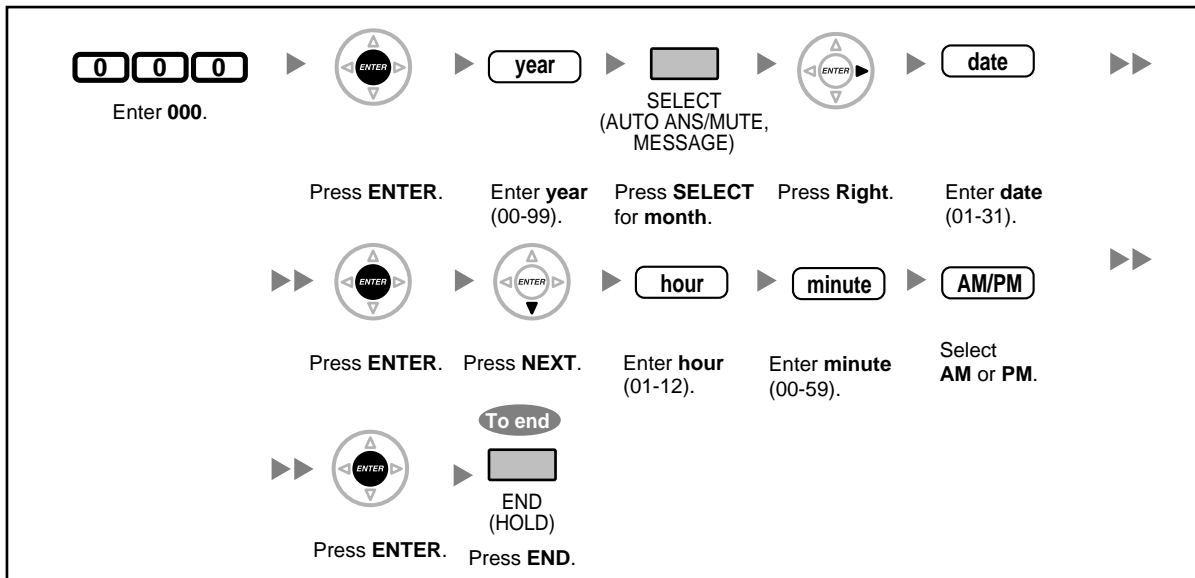 0 0 0
ENTER
year
ENTER
date
SELECT
(AUTO ANS/MUTE,
MESSAGE)
Enter 000.
Press ENTER.
Enter year
(00-99).
Press SELECT
for month.
Press Right.
Enter date
(01-31).
ENTER
ENTER
hour
minute
AM/PM
Press ENTER.
Press NEXT.
Enter hour
(01-12).
Enter minute
(00-59).
Select
AM or PM.
To end
ENTER
END
(HOLD)
Press ENTER.
Press END.